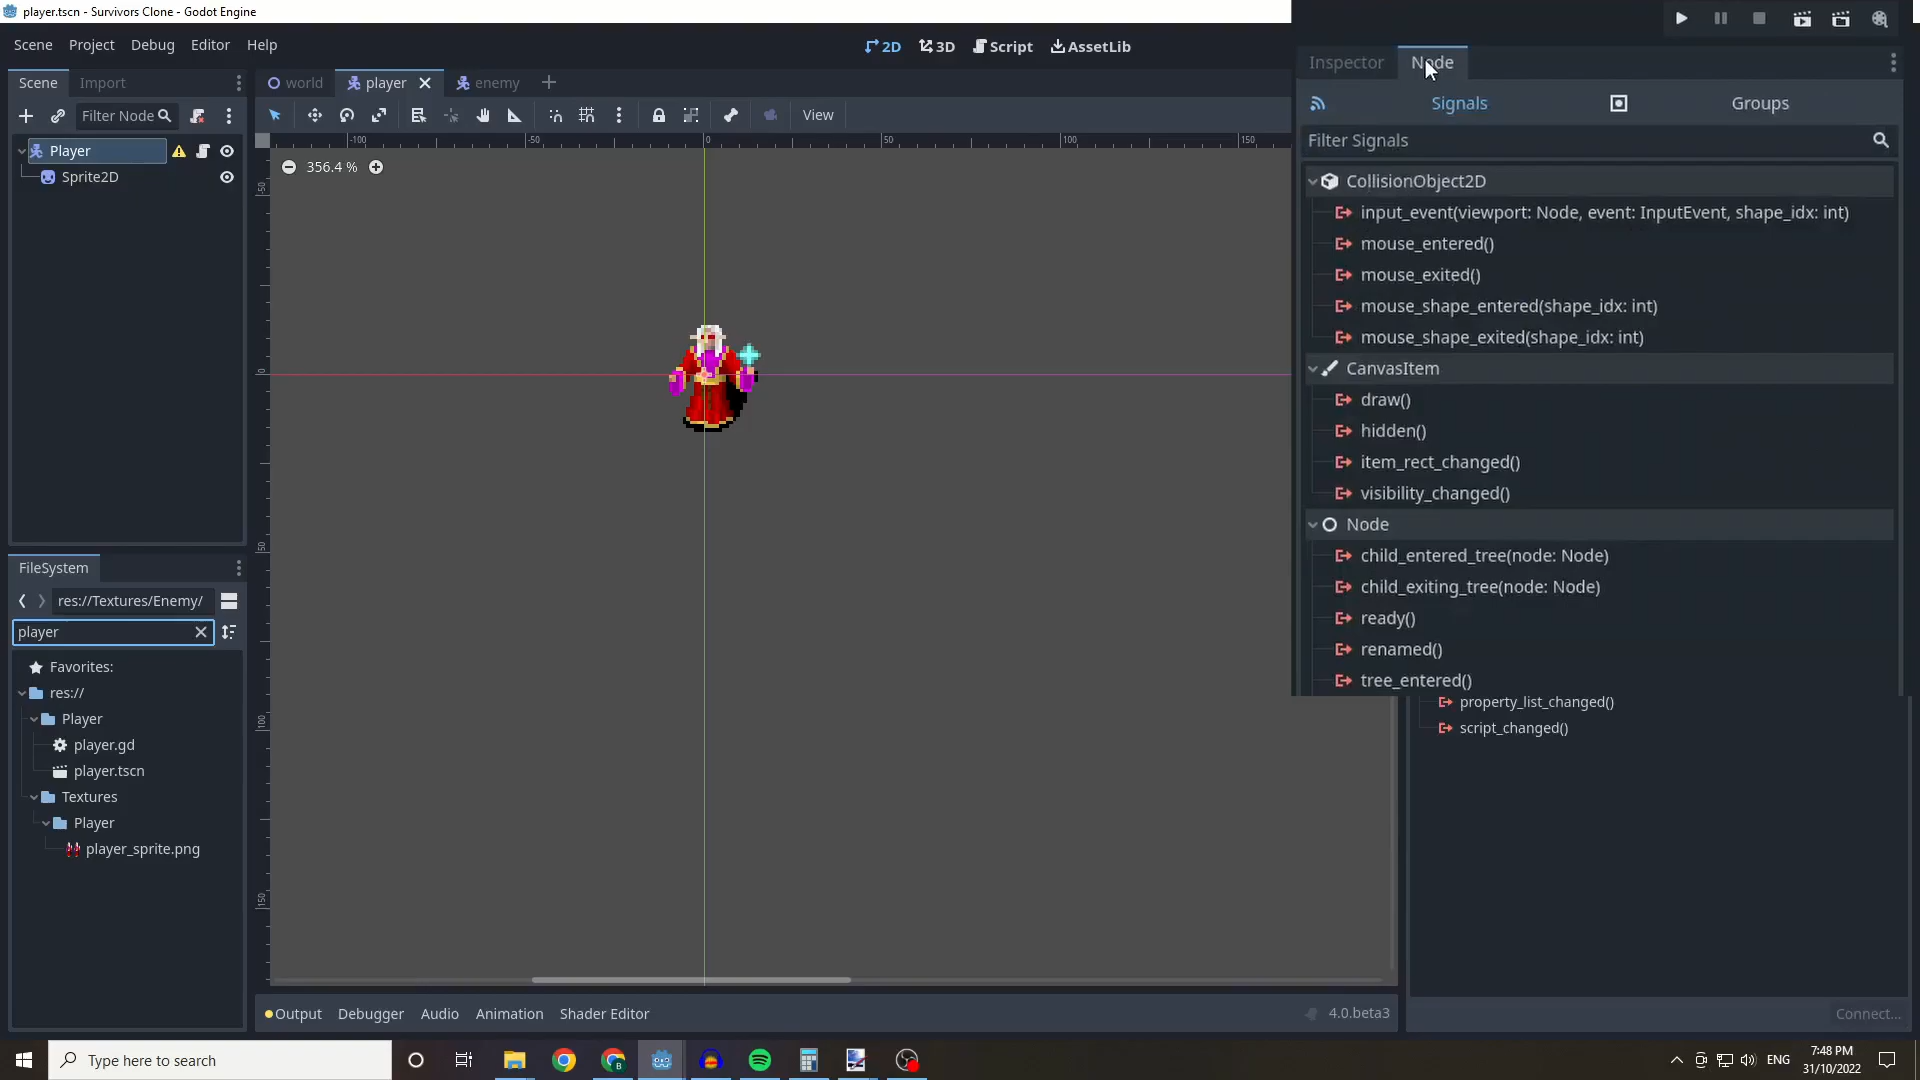 player.tscn - Survivors Clone - Godot Engine
Scene Project Debug Editor Help
2D 3D Script AssetLib
Scene Import
world player enemy
Inspector Node
Filter Node
View
Signals Groups
Filter Signals
Player
Sprite2D
-100 -50 0 50 100 150
356.4 %
-50
0
50
100
150
CollisionObject2D
input_event(viewport: Node, event: InputEvent, shape_idx: int)
mouse_entered()
mouse_exited()
mouse_shape_entered(shape_idx: int)
mouse_shape_exited(shape_idx: int)
CanvasItem
draw()
hidden()
item_rect_changed()
visibility_changed()
Node
child_entered_tree(node: Node)
child_exiting_tree(node: Node)
ready()
renamed()
tree_entered()
property_list_changed()
script_changed()
FileSystem
res://Textures/Enemy/
player
Favorites:
res://
Player
player.gd
player.tscn
Textures
Player
player_sprite.png
Output Debugger Audio Animation Shader Editor
4.0.beta3
Connect...
Type here to search
ENG
7:48 PM
31/10/2022